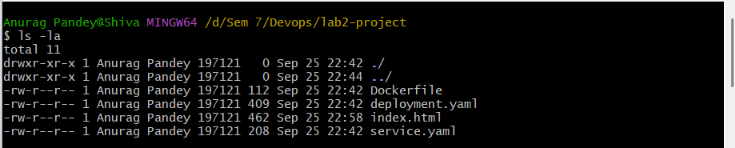 Anurag Pandey@Shiva MINGW64 /d/Sem 7/Devops/lab2-project
$ ls -la
total 11
drwxr-xr-x 1 Anurag Pandey 197121   0 Sep 25 22:42 ./
drwxr-xr-x 1 Anurag Pandey 197121   0 Sep 25 22:44 ../
-rw-r--r-- 1 Anurag Pandey 197121 112 Sep 25 22:42 Dockerfile
-rw-r--r-- 1 Anurag Pandey 197121 409 Sep 25 22:42 deployment.yaml
-rw-r--r-- 1 Anurag Pandey 197121 462 Sep 25 22:58 index.html
-rw-r--r-- 1 Anurag Pandey 197121 208 Sep 25 22:42 service.yaml